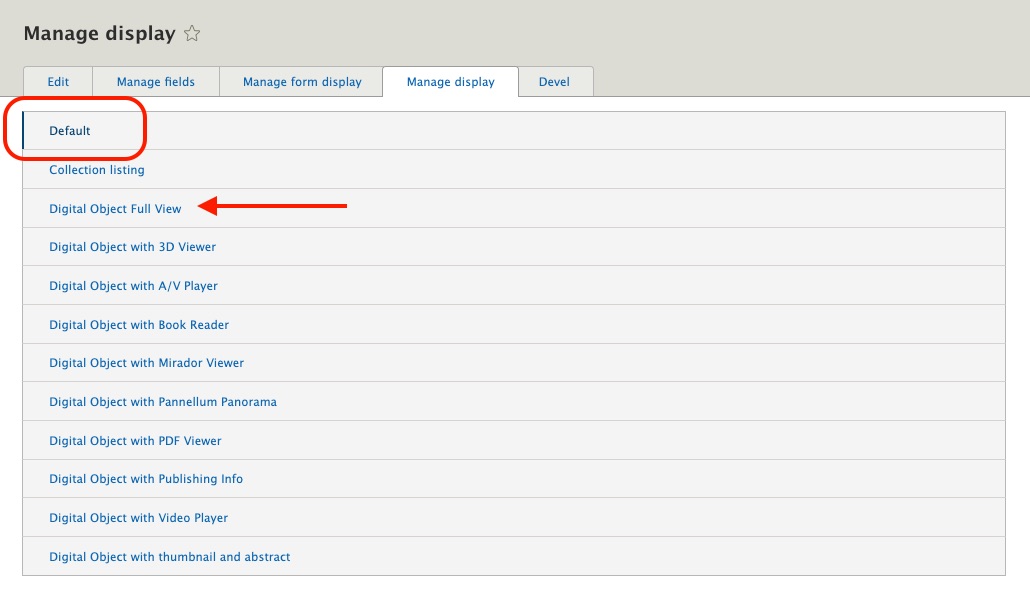 Manage display
Edit Manage fields Manage form display Manage display Devel
Default
Collection listing
Digital Object Full View
Digital Object with 3D Viewer
Digital Object with A/V Player
Digital Object with Book Reader
Digital Object with Mirador Viewer
Digital Object with Pannellum Panorama
Digital Object with PDF Viewer
Digital Object with Publishing Info
Digital Object with Video Player
Digital Object with thumbnail and abstract